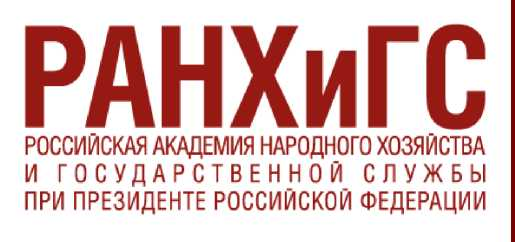 РАНХиГС
РОССИЙСКАЯ АКАДЕМИЯ НАРОДНОГО ХОЗЯЙСТВА
И ГОСУДАРСТВЕННОЙ СЛУЖБЫ
ПРИ ПРЕЗИДЕНТЕ РОССИЙСКОЙ ФЕДЕРАЦИИ